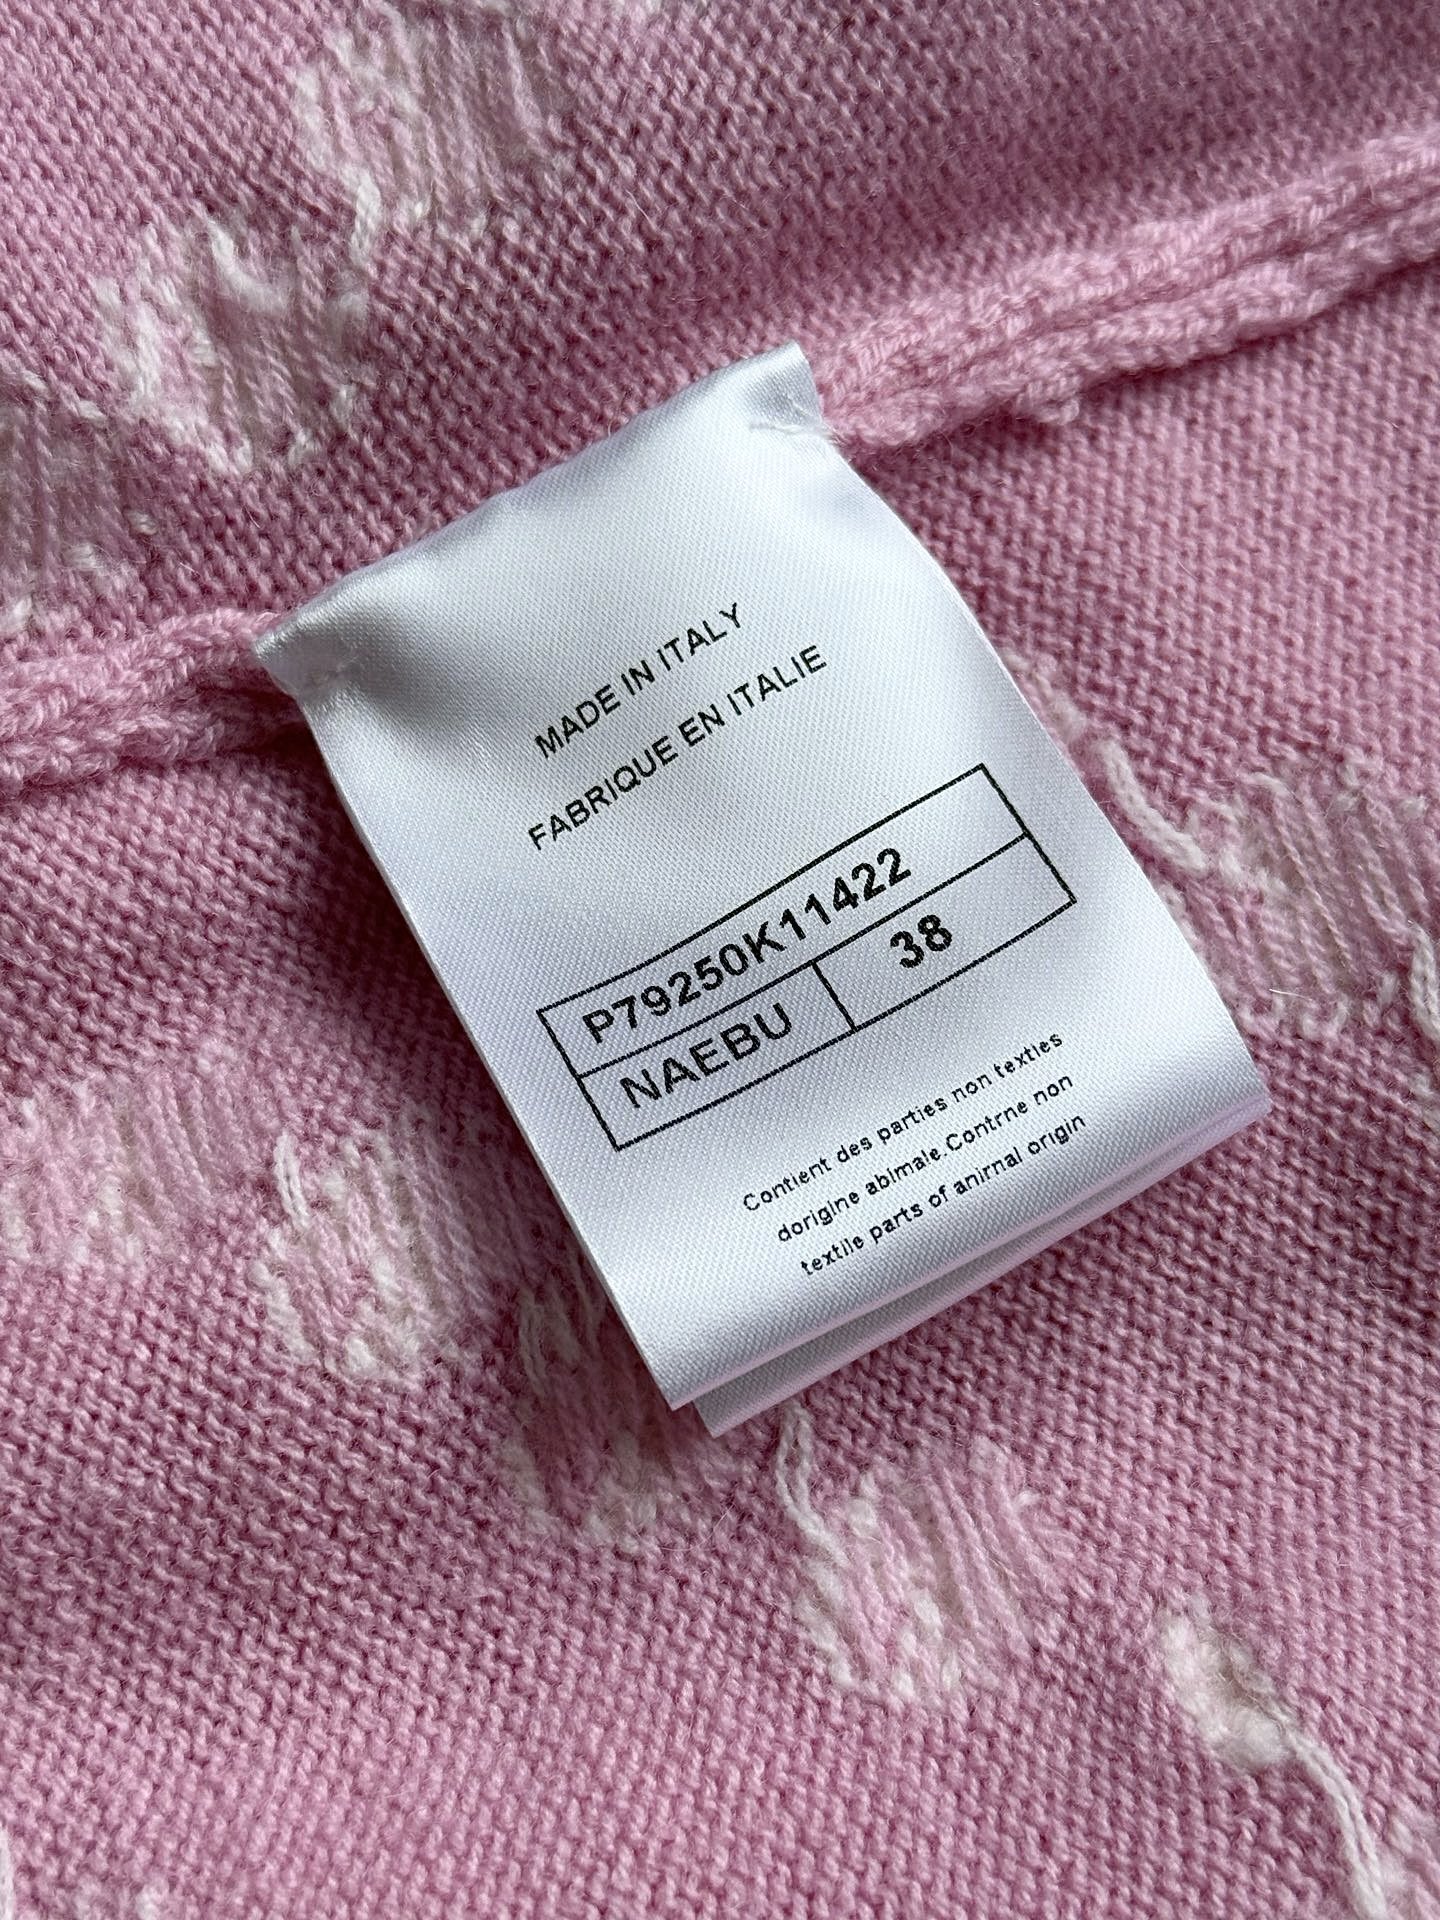 MADE IN ITALY
FABRIQUE EN ITALIE
P79250K11422
NAEBU 38
Contient des parties non texties
dorigine abimale.Contrne non
textile parts of anirnal origin